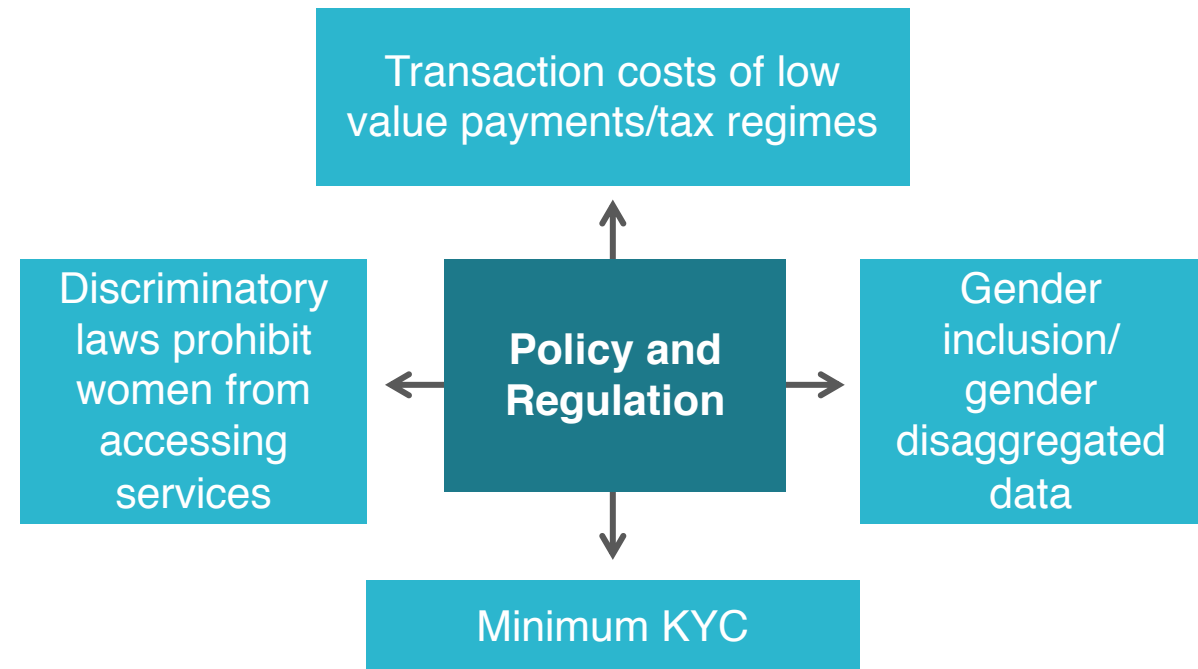 Transaction costs of low
value payments/tax regimes
Discriminatory
laws prohibit
women from
accessing
services
Policy and
Regulation
Gender
inclusion/
gender
disaggregated
data
Minimum KYC